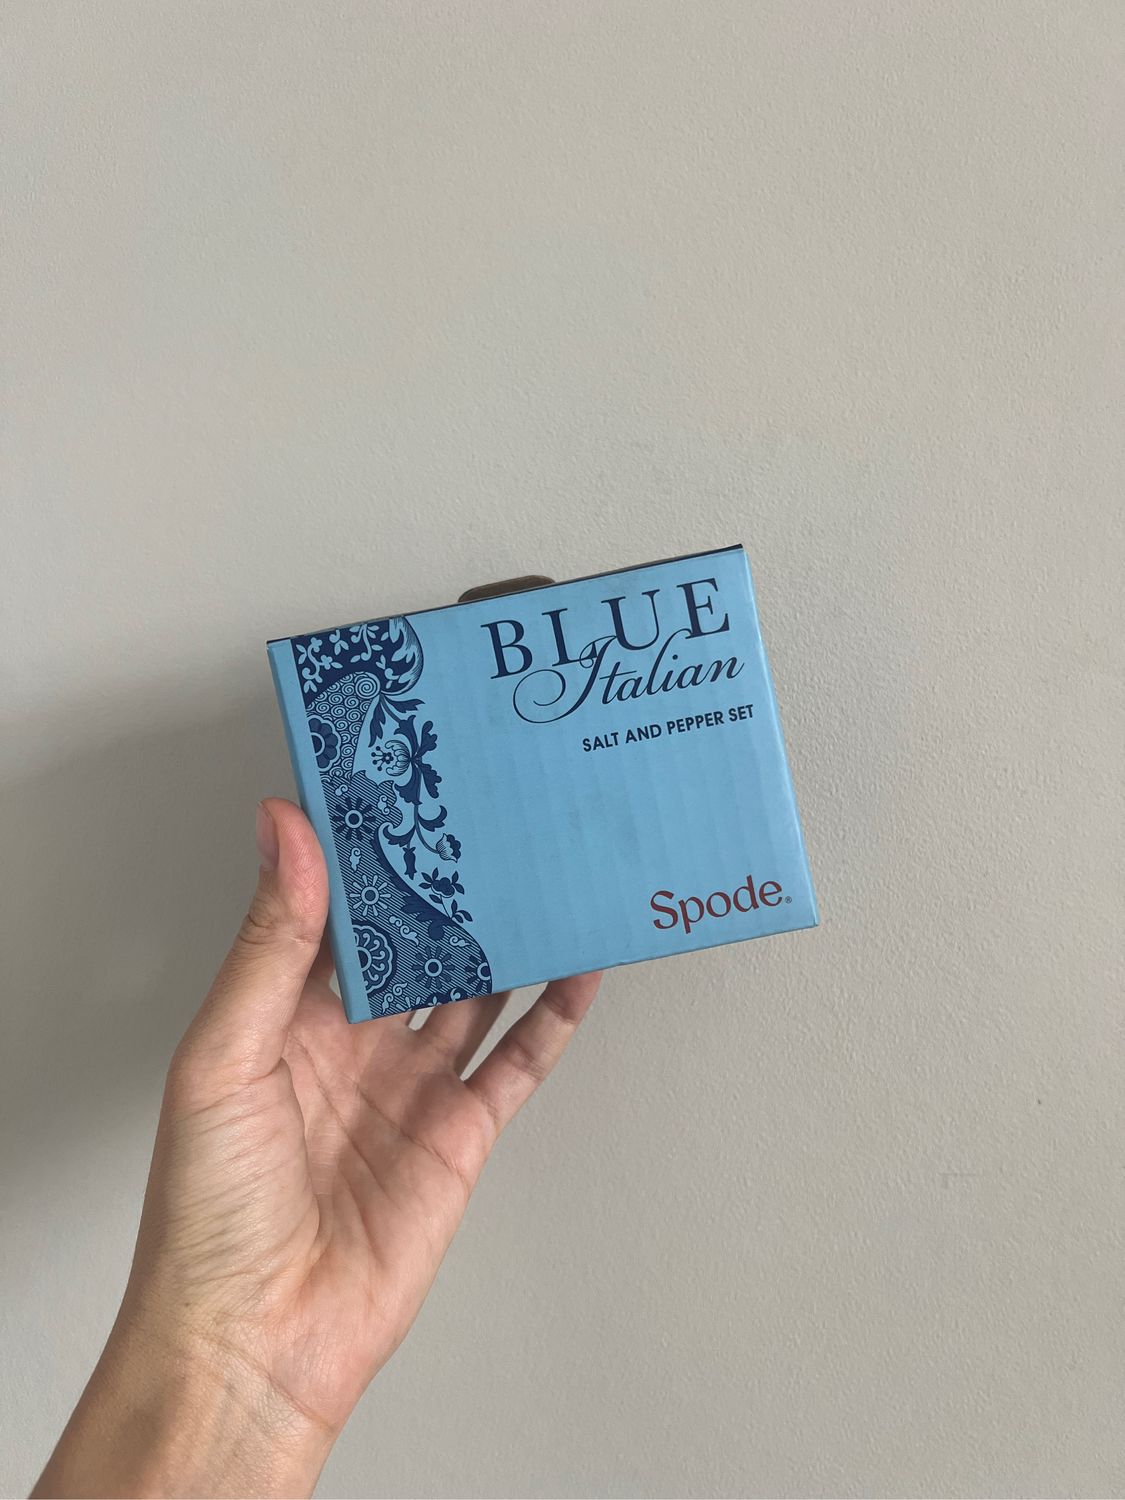 BLUE
Italian
SALT AND PEPPER SET
Spode®